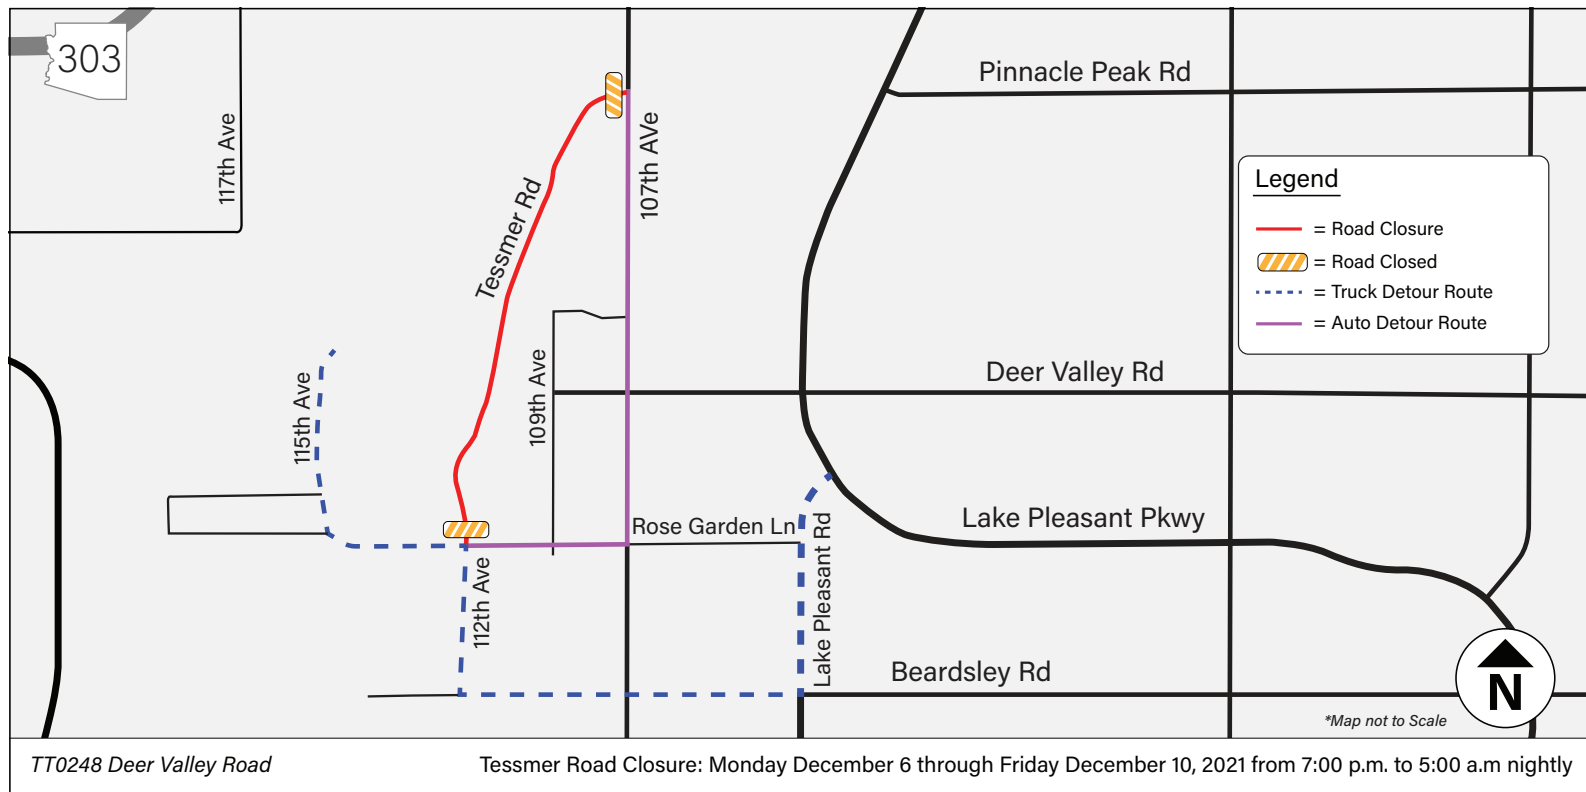 303
117th Ave
Tessmer Rd
107th AVe
Pinnacle Peak Rd
Legend
= Road Closure
= Road Closed
= Truck Detour Route
= Auto Detour Route
115th Ave
109th Ave
Deer Valley Rd
Rose Garden Ln
Lake Pleasant Pkwy
112th Ave
Lake Pleasant Rd
Beardsley Rd
N
*Map not to Scale
TT0248 Deer Valley Road
Tessmer Road Closure: Monday December 6 through Friday December 10, 2021 from 7:00 p.m. to 5:00 a.m nightly